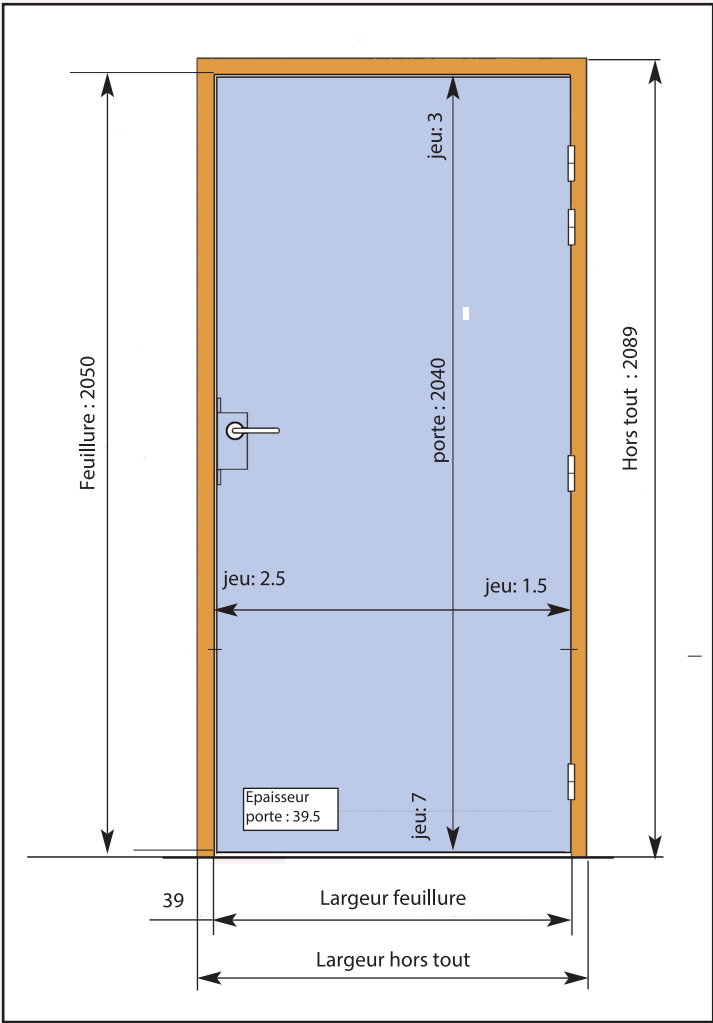 jeu: 3
Feuillure : 2050
porte : 2040
Hors tout  : 2089
jeu: 2.5
jeu: 1.5
Epaisseur
porte : 39.5
jeu: 7
39
Largeur feuillure
Largeur hors tout